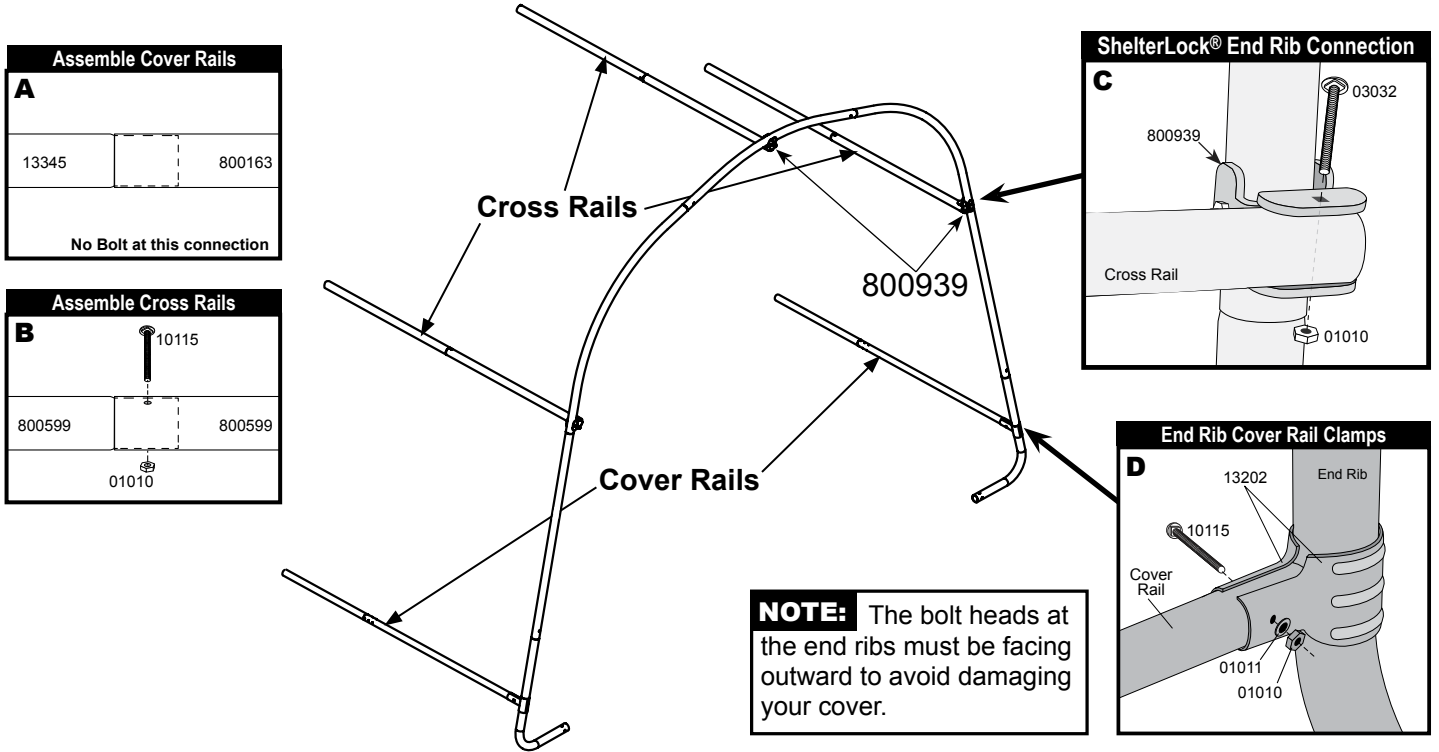 Assemble Cover Rails
A
13345
800163
No Bolt at this connection
Assemble Cross Rails
B
10115
800599
800599
01010
Cross Rails
800939
Cover Rails
ShelterLock® End Rib Connection
C
03032
800939
Cross Rail
01010
End Rib Cover Rail Clamps
D
End Rib
13202
10115
Cover
Rail
01011
01010
NOTE: The bolt heads at
the end ribs must be facing
outward to avoid damaging
your cover.